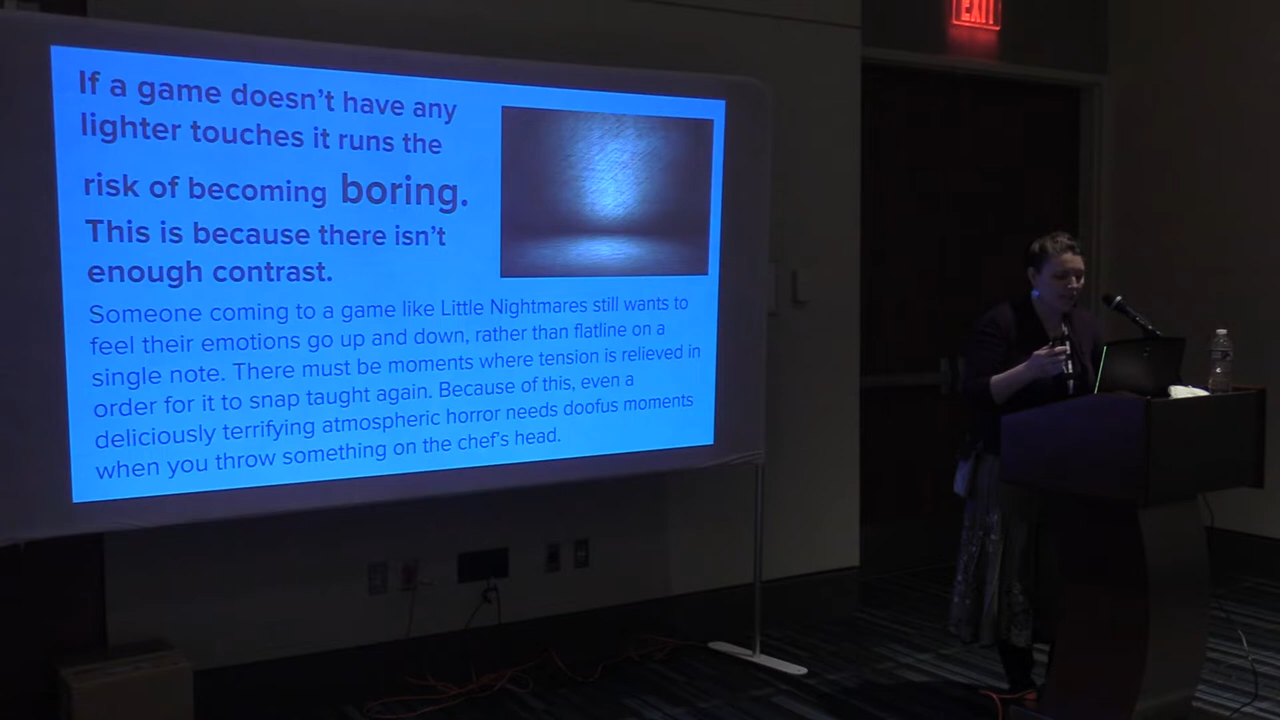 If a game doesn't have any
lighter touches it runs the
risk of becoming boring.
This is because there isn't
enough contrast.
Someone coming to a game like Little Nightmares still wants to
feel their emotions go up and down, rather than flatline on a
single note. There must be moments where tension is relieved in
order for it to snap taught again. Because of this, even a
deliciously terrifying atmospheric horror needs doofus moments
when you throw something on the chef's head.
EXIT